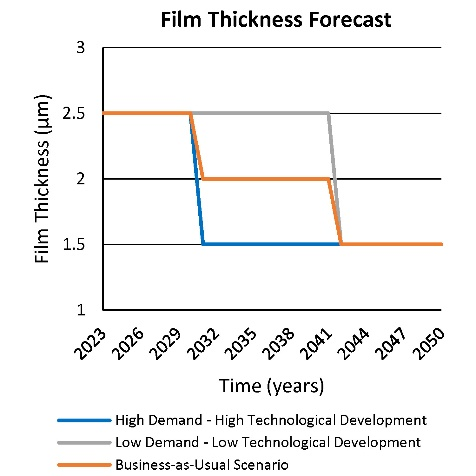 Film Thickness Forecast
Film Thickness (µm)
3
2.5
2
1.5
1
2023
2026
2029
2032
2035
2038
2041
2044
2047
2050
Time (years)
High Demand - High Technological Development
Low Demand - Low Technological Development
Business-as-Usual Scenario